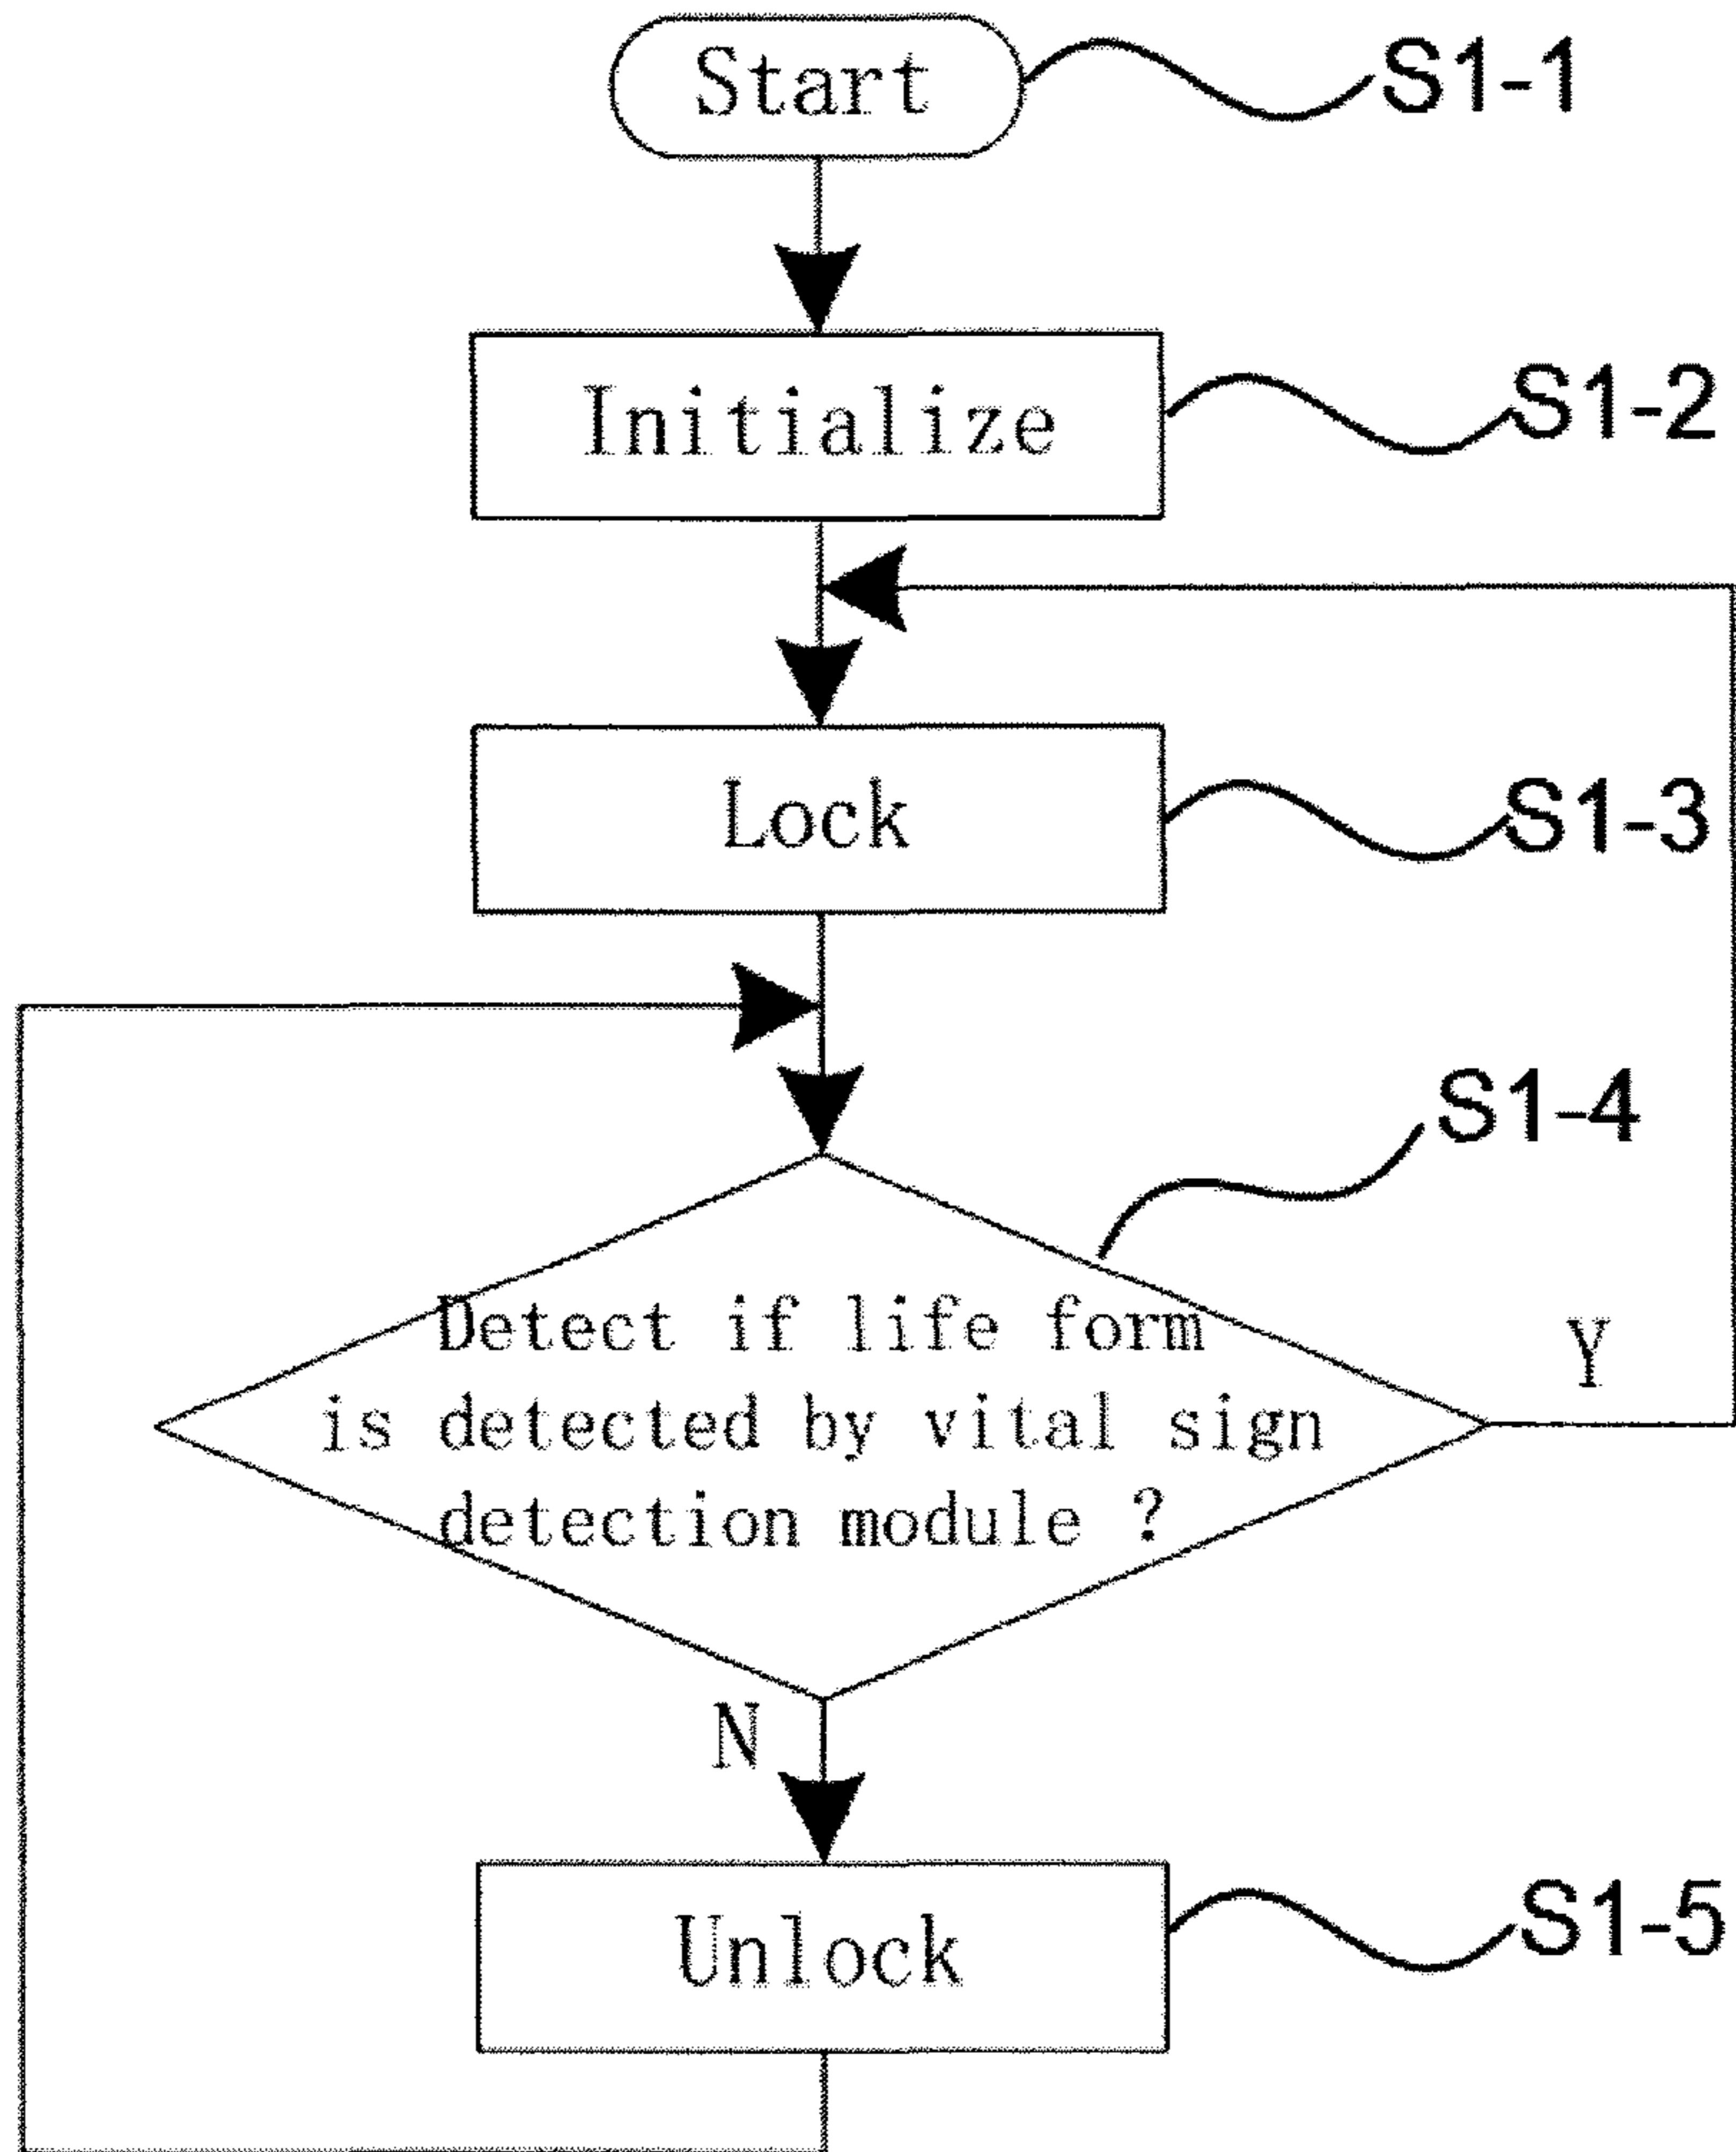 Start
S1-1
Initialize
S1-2
Lock
S1-3
S1-4
Detect if life form
is detected by vital sign
detection module ?
Y
N
Unlock
S1-5